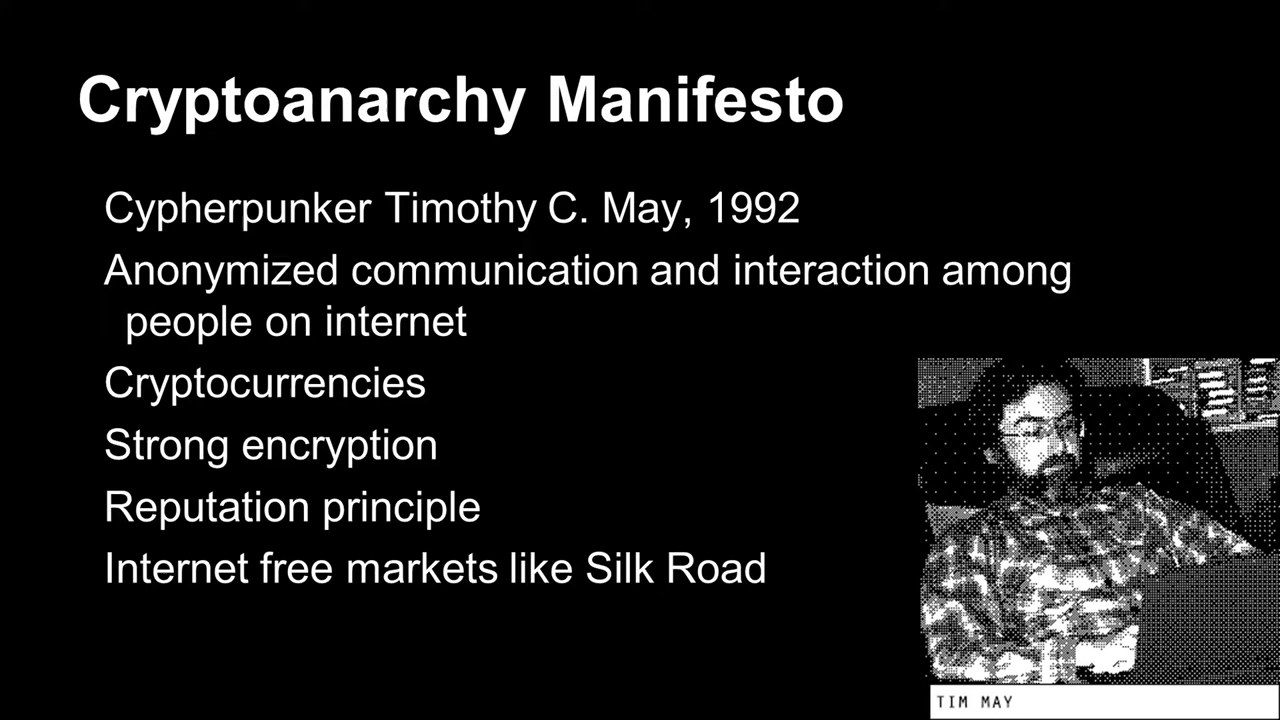 Cryptoanarchy Manifesto
Cypherpunker Timothy C. May, 1992
Anonymized communication and interaction among
people on internet
Cryptocurrencies
Strong encryption
Reputation principle
Internet free markets like Silk Road
TIM MAY